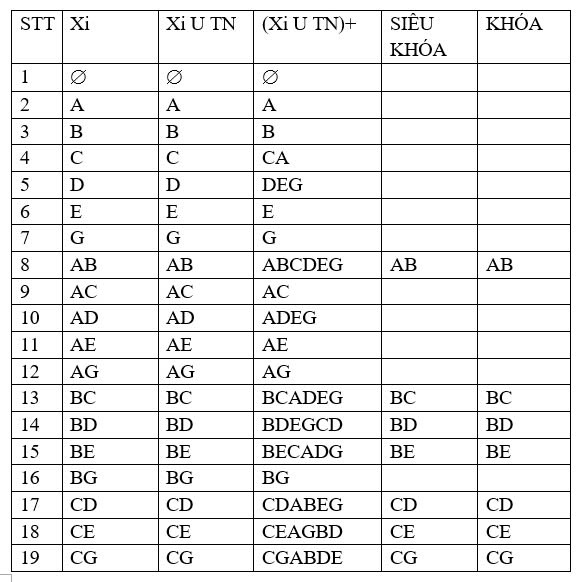 STT Xi Xi U TN (Xi U TN)+ SIÊU KHÓA
KHÓA
1 ∅ ∅ ∅
2 A A A
3 B B B
4 C C CA
5 D D DEG
6 E E E
7 G G G
8 AB AB ABCDEG AB AB
9 AC AC AC
10 AD AD ADEG
11 AE AE AE
12 AG AG AG
13 BC BC BCADEG BC BC
14 BD BD BDEGCD BD BD
15 BE BE BECADG BE BE
16 BG BG BG
17 CD CD CDABEG CD CD
18 CE CE CEAGBD CE CE
19 CG CG CGABDE CG CG